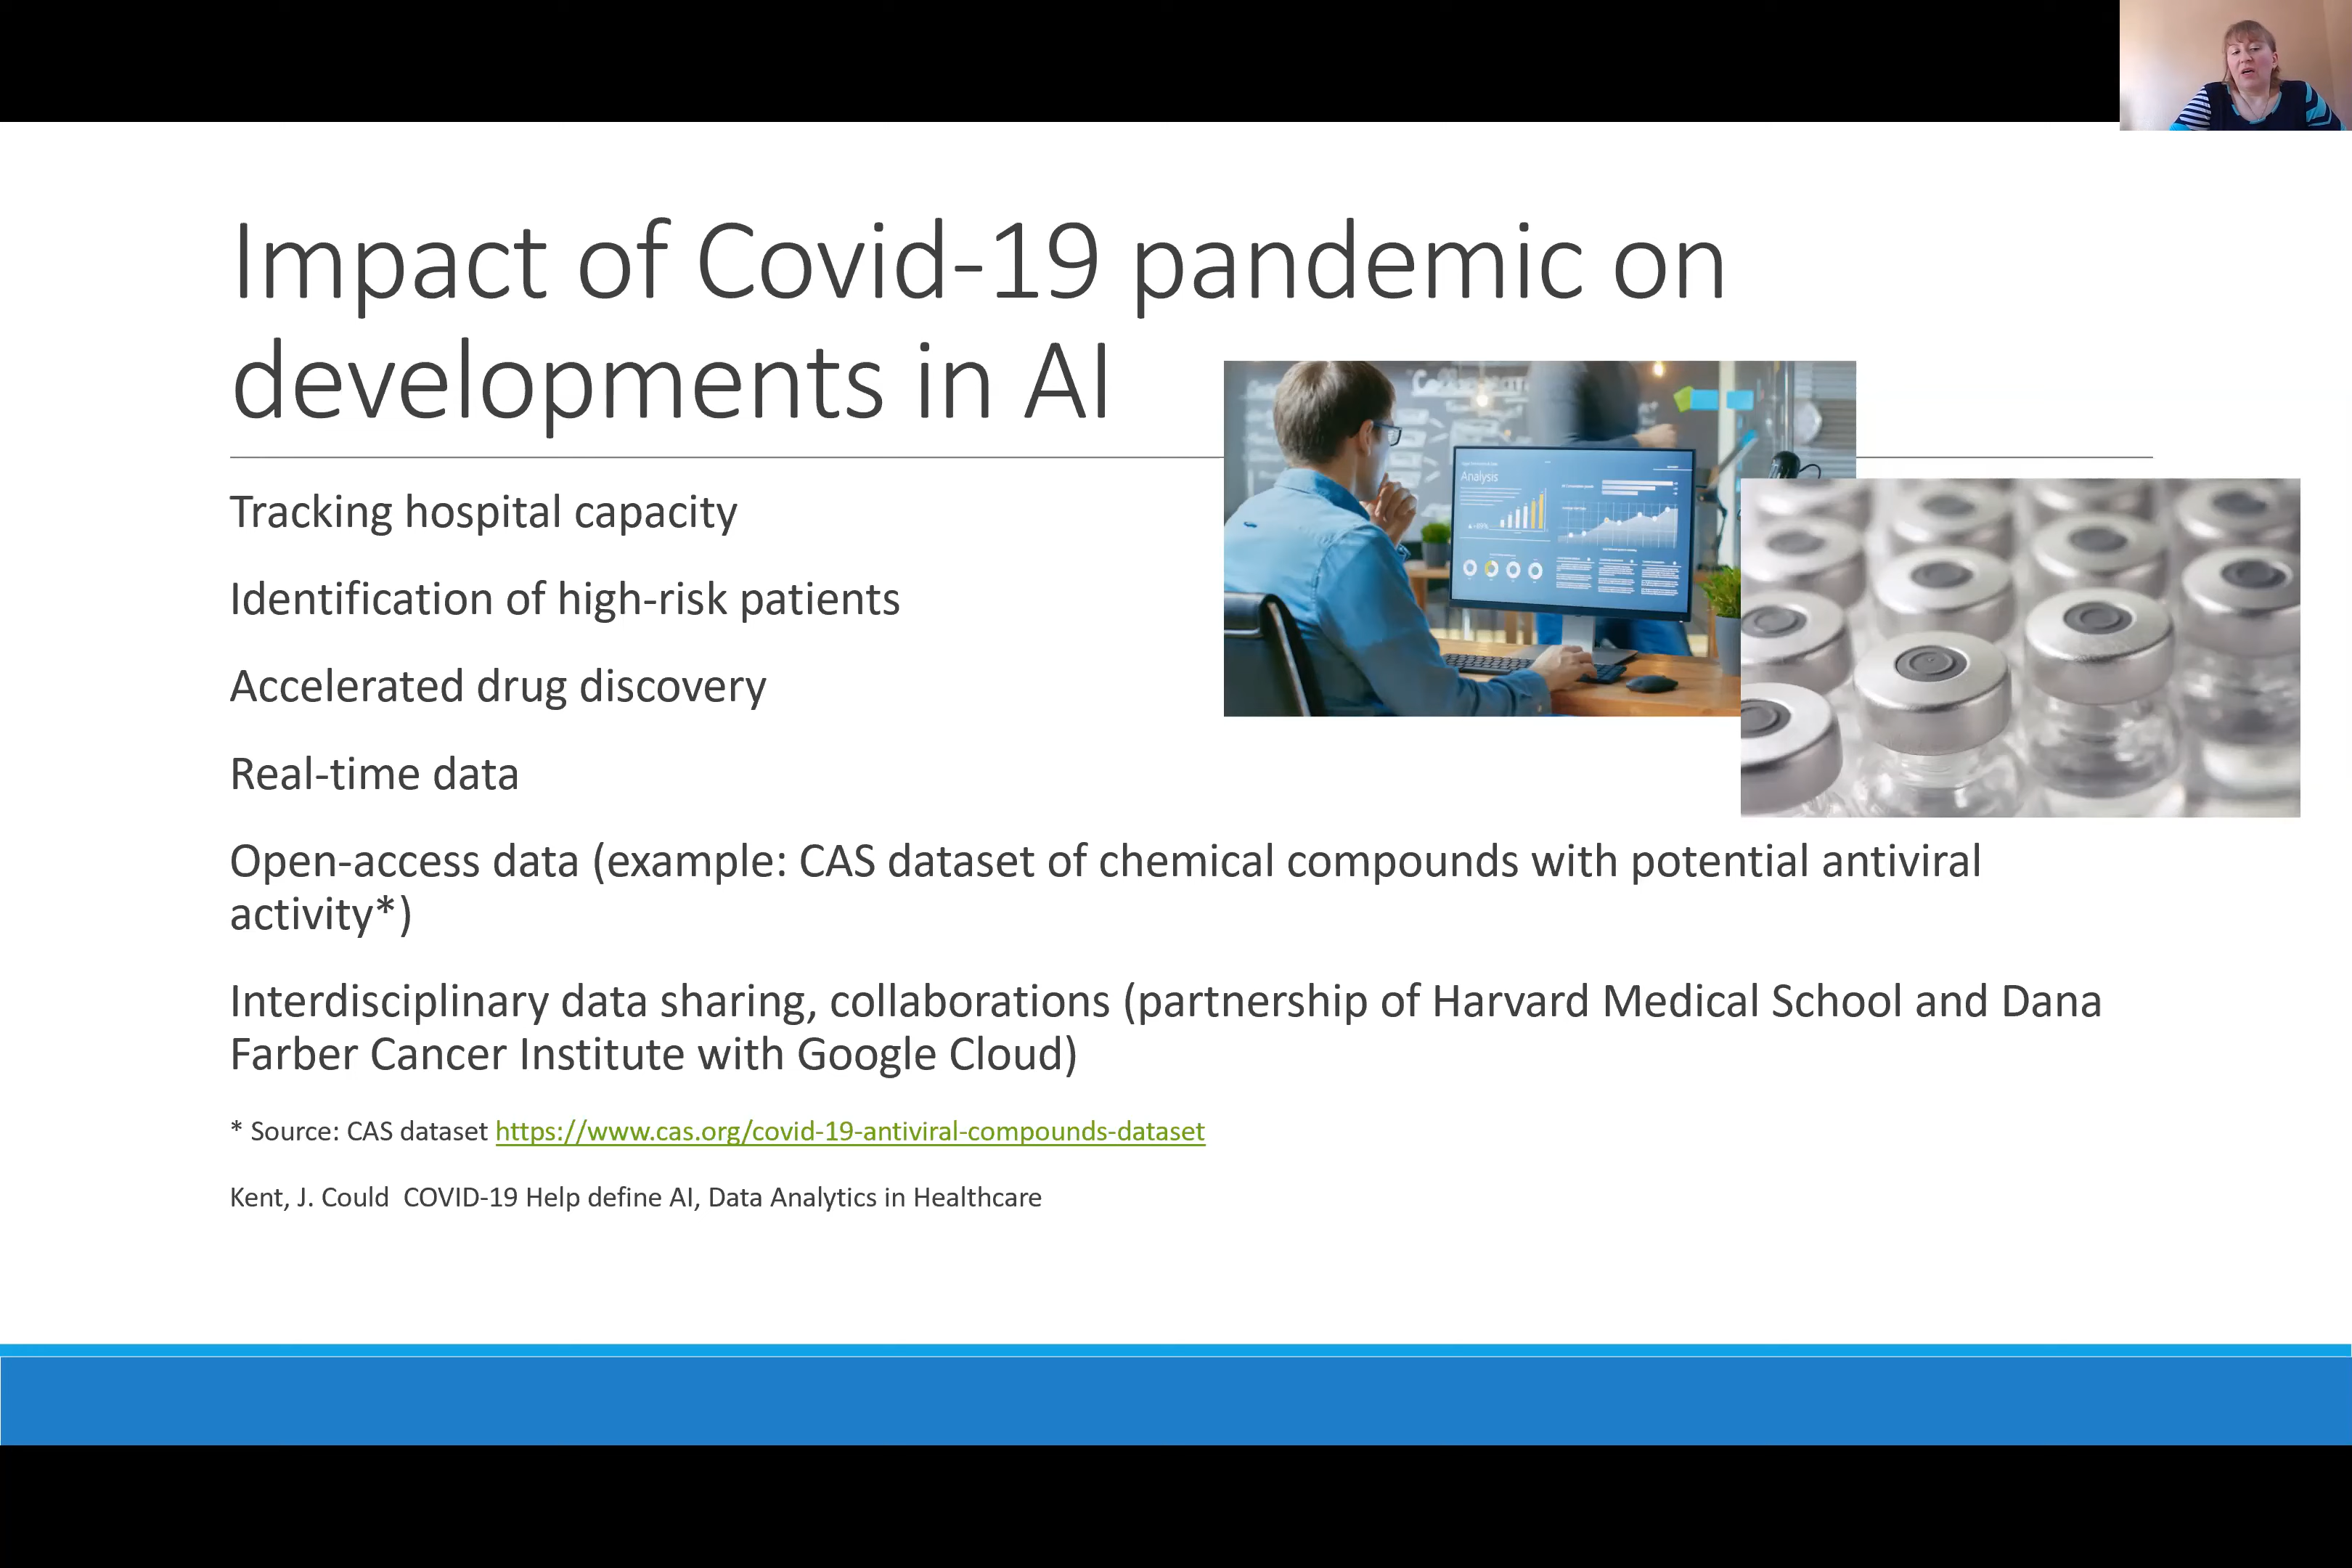 Impact of Covid-19 pandemic on
developments in AI
Analysis
Tracking hospital capacity
Identification of high-risk patients
Accelerated drug discovery
Real-time data
Open-access data (example: CAS dataset of chemical compounds with potential antiviral
activity*)
Interdisciplinary data sharing, collaborations (partnership of Harvard Medical School and Dana
Farber Cancer Institute with Google Cloud)
* Source: CAS dataset https://www.cas.org/covid-19-antiviral-compounds-dataset
Kent, J. Could  COVID-19 Help define AI, Data Analytics in Healthcare